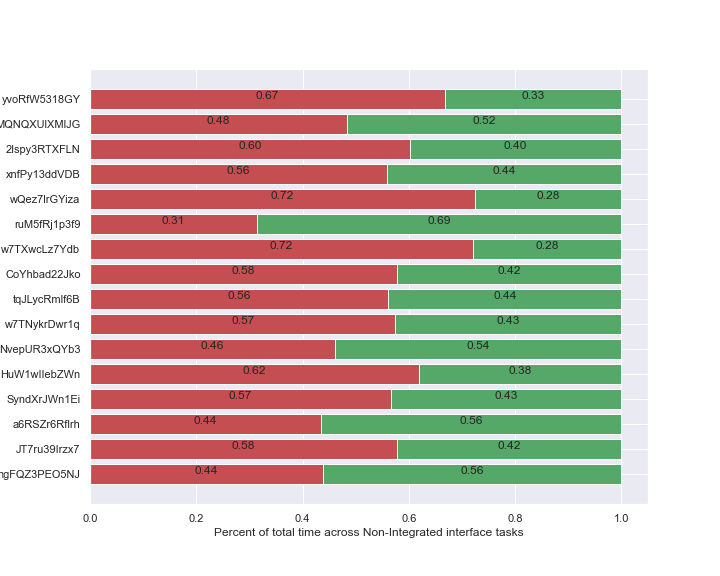 yvoRfW5318GY 0.67 0.33
MQNQXUIXMIJG 0.48 0.52
2lspy3RTXFLN 0.60 0.40
xnfPy13ddVDB 0.56 0.44
wQez7lrGYiza 0.72 0.28
ruM5fRj1p3f9 0.31 0.69
w7TXwcLz7Ydb 0.72 0.28
CoYhbad22Jko 0.58 0.42
tqJLycRmlf6B 0.56 0.44
w7TNykrDwr1q 0.57 0.43
NvepUR3xQYb3 0.46 0.54
HuW1wIlebZWn 0.62 0.38
SyndXrJWn1Ei 0.57 0.43
a6RSZr6Rflrh 0.44 0.56
JT7ru39lrzx7 0.58 0.42
ngFQZ3PEO5NJ 0.44 0.56
0.0 0.2 0.4 0.6 0.8 1.0
Percent of total time across Non-Integrated interface tasks